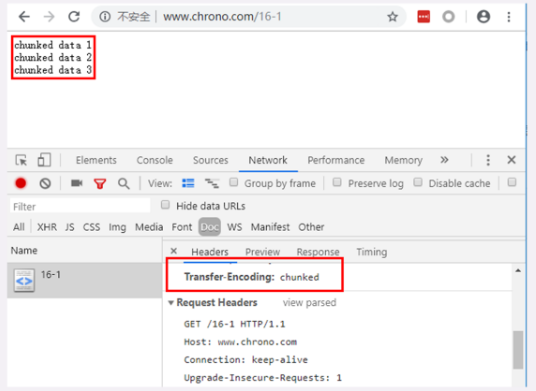 不安全 | www.chrono.com/16-1
chunked data 1
chunked data 2
chunked data 3
Elements Console Sources Network Performance Memory »
View: Group by frame Preserve log Disable cache
Filter Hide data URLs
All XHR JS CSS Img Media Font Doc WS Manifest Other
Name × Headers Preview Response Timing
16-1
Transfer-Encoding: chunked
▼ Request Headers view parsed
GET /16-1 HTTP/1.1
Host: www.chrono.com
Connection: keep-alive
Upgrade-Insecure-Requests: 1